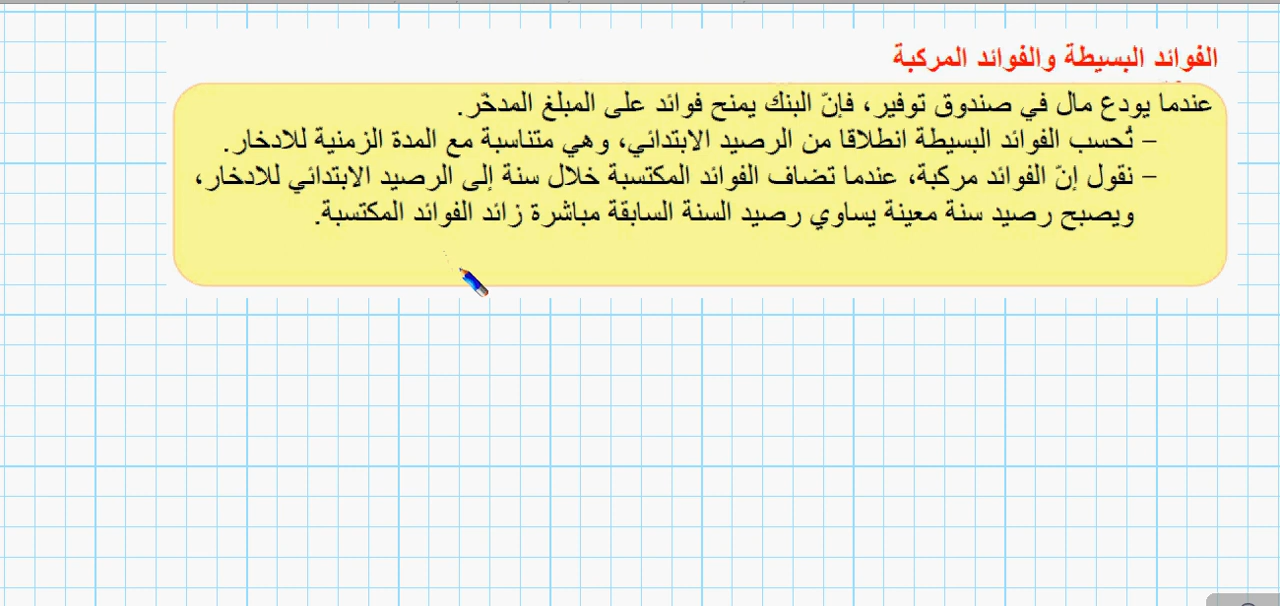 الفوائد البسيطة والفوائد المركبة
عندما يودع مال في صندوق توفير، فإنّ البنك يمنح فوائد على المبلغ المدخّر.
– تُحسب الفوائد البسيطة انطلاقا من الرصيد الابتدائي، وهي متناسبة مع المدة الزمنية للادخار.
– نقول إنّ الفوائد مركبة، عندما تضاف الفوائد المكتسبة خلال سنة إلى الرصيد الابتدائي للادخار،
ويصبح رصيد سنة معينة يساوي رصيد السنة السابقة مباشرة زائد الفوائد المكتسبة.